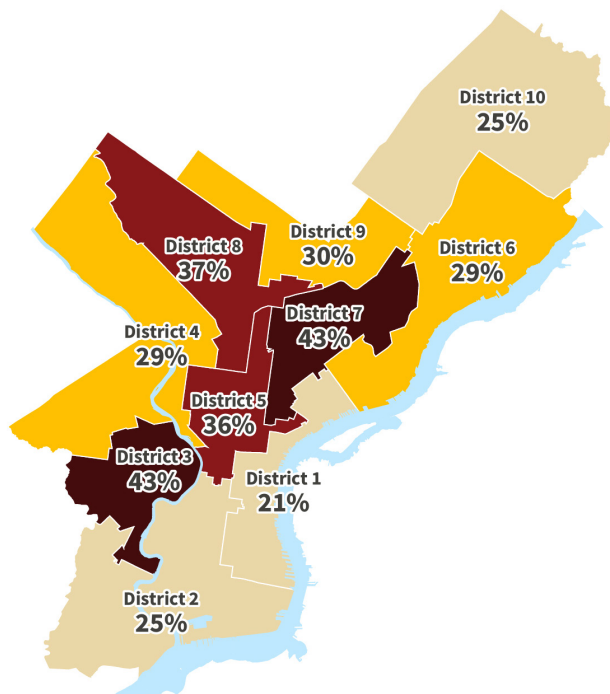 District 10
25%
District 9
30%
District 8
37%
District 6
29%
District 7
43%
District 4
29%
District 5
36%
District 3
43%
District 1
21%
District 2
25%